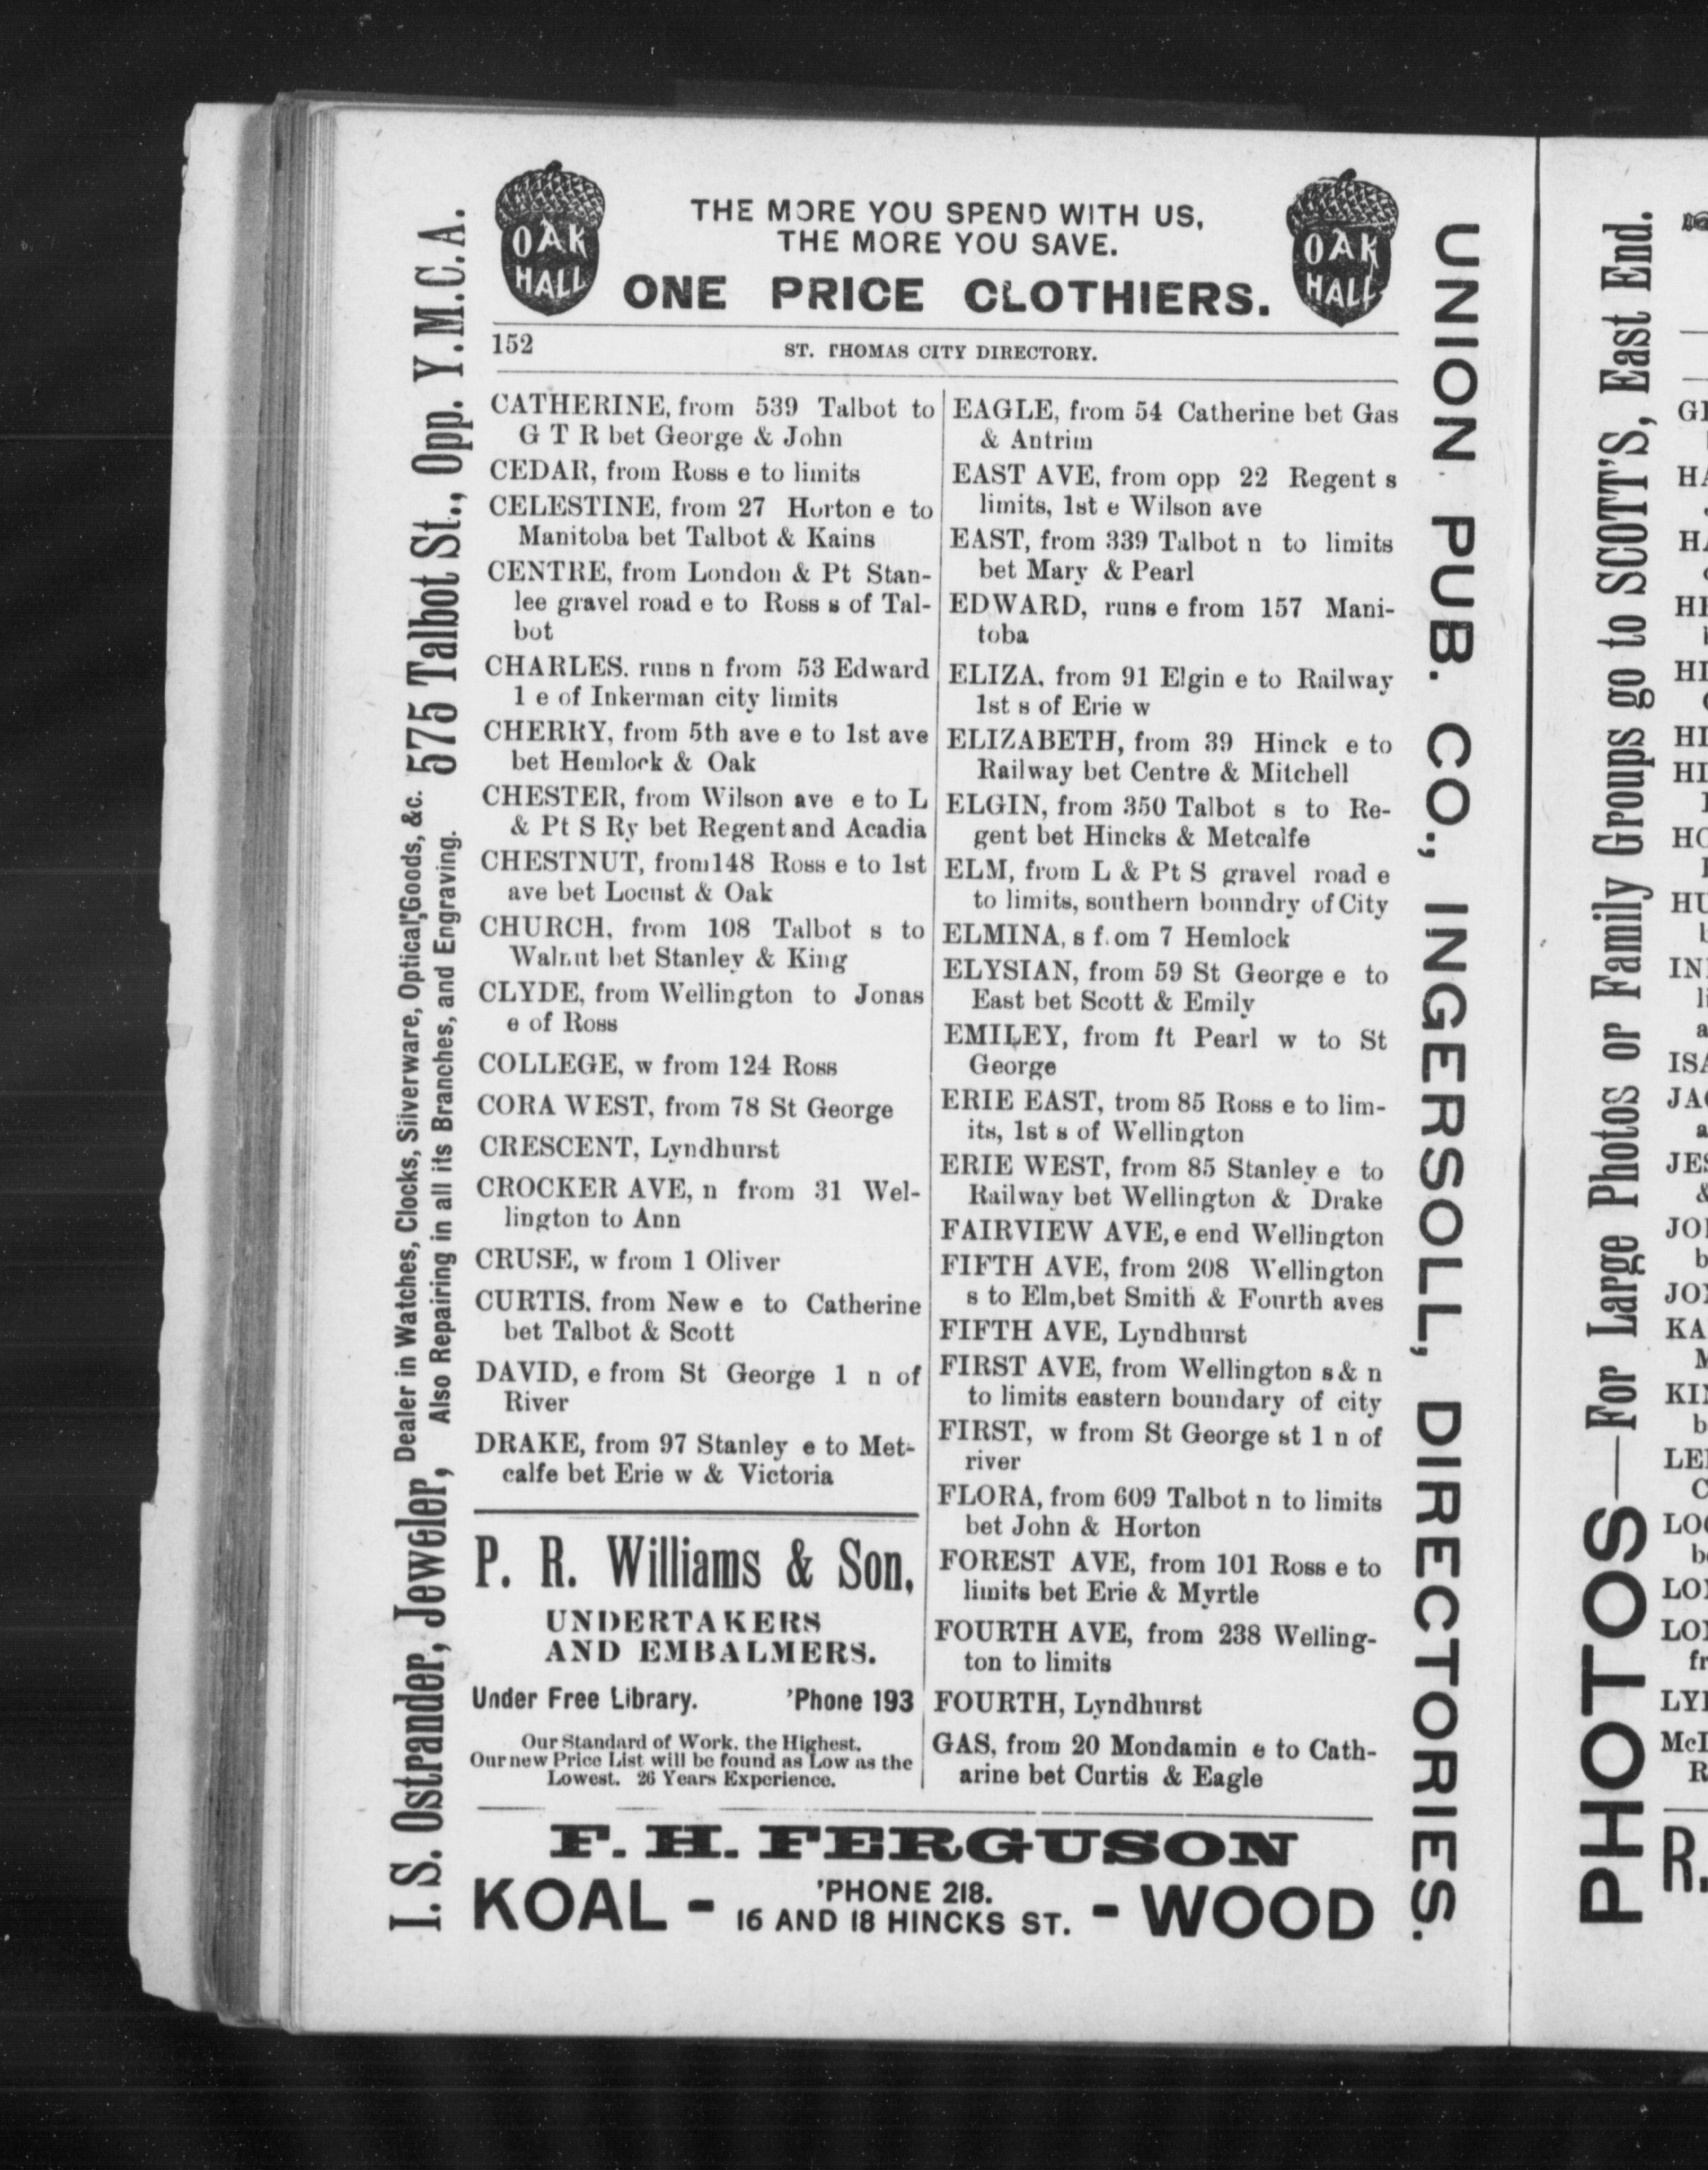 OAK
HALL
THE MORE YOU SPEND WITH US,
THE MORE YOU SAVE.
ONE PRICE CLOTHIERS.
OAK
HALL
152
ST. THOMAS CITY DIRECTORY.
CATHERINE, from 539 Talbot to
G T R bet George & John
CEDAR, from Ross e to limits
CELESTINE, from 27 Horton e to
Manitoba bet Talbot & Kains
CENTRE, from London & Pt Stan-
lee gravel road e to Ross s of Tal-
bot
CHARLES. runs n from 53 Edward
1 e of Inkerman city limits
CHERRY, from 5th ave e to 1st ave
bet Hemlock & Oak
CHESTER, from Wilson ave e to L
& Pt S Ry bet Regent and Acadia
CHESTNUT, from148 Ross e to 1st
ave bet Locust & Oak
CHURCH, from 108 Talbot s to
Walnut bet Stanley & King
CLYDE, from Wellington to Jonas
e of Ross
COLLEGE, w from 124 Ross
CORA WEST, from 78 St George
CRESCENT, Lyndhurst
CROCKER AVE, n from 31 Wel-
lington to Ann
CRUSE, w from 1 Oliver
CURTIS. from New e to Catherine
bet Talbot & Scott
DAVID, e from St George 1 n of
River
DRAKE, from 97 Stanley e to Met-
calfe bet Erie w & Victoria
P. R. Williams & Son,
UNDERTAKERS
AND EMBALMERS.
Under Free Library. 'Phone 193
Our Standard of Work. the Highest.
Our new Price List will be found as Low as the
Lowest. 26 Years Experience.
EAGLE, from 54 Catherine bet Gas
& Antrim
EAST AVE, from opp 22 Regent s
limits, 1st e Wilson ave
EAST, from 339 Talbot n to limits
bet Mary & Pearl
EDWARD, runs e from 157 Mani-
toba
ELIZA. from 91 Elgin e to Railway
1st s of Erie w
ELIZABETH, from 39 Hinck e to
Railway bet Centre & Mitchell
ELGIN, from 350 Talbot s to Re-
gent bet Hincks & Metcalfe
ELM, from L & Pt S gravel road e
to limits, southern boundry of City
ELMINA, s f.om 7 Hemlock
ELYSIAN, from 59 St George e to
East bet Scott & Emily
EMILEY, from ft Pearl w to St
George
ERIE EAST, trom 85 Ross e to lim-
its, 1st s of Wellington
ERIE WEST, from 85 Stanley e to
Railway bet Wellington & Drake
FAIRVIEW AVE, e end Wellington
FIFTH AVE, from 208 Wellington
s to Elm,bet Smith & Fourth aves
FIFTH AVE, Lyndhurst
FIRST AVE, from Wellington s & n
to limits eastern boundary of city
FIRST, w from St George st 1 n of
river
FLORA, from 609 Talbot n to limits
bet John & Horton
FOREST AVE, from 101 Ross e to
limits bet Erie & Myrtle
FOURTH AVE, from 238 Welling-
ton to limits
FOURTH, Lyndhurst
GAS, from 20 Mondamin e to Cath-
arine bet Curtis & Eagle
F. H. FERGUSON
KOAL - 'PHONE 218. - WOOD
16 AND 18 HINCKS ST.
I. S. Ostrander, Jeweler, 575 Talbot St., Opp. Y.M.C.A.
Dealer in Watches, Clocks, Silverware, Optical Goods, &c.
Also Repairing in all its Branches, and Engraving.
UNION PUB. CO., INGERSOLL, DIRECTORIES.
PHOTOS—For Large Photos or Family Groups go to SCOTT'S, East End.